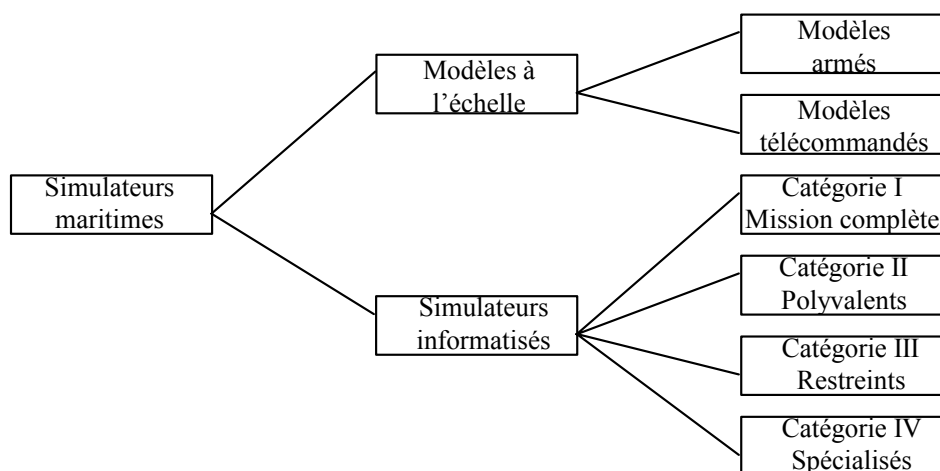 Modèles
armés
Modèles à
l’échelle
Modèles
télécommandés
Simulateurs
maritimes
Catégorie I
Mission complète
Catégorie II
Polyvalents
Simulateurs
informatisés
Catégorie III
Restreints
Catégorie IV
Spécialisés